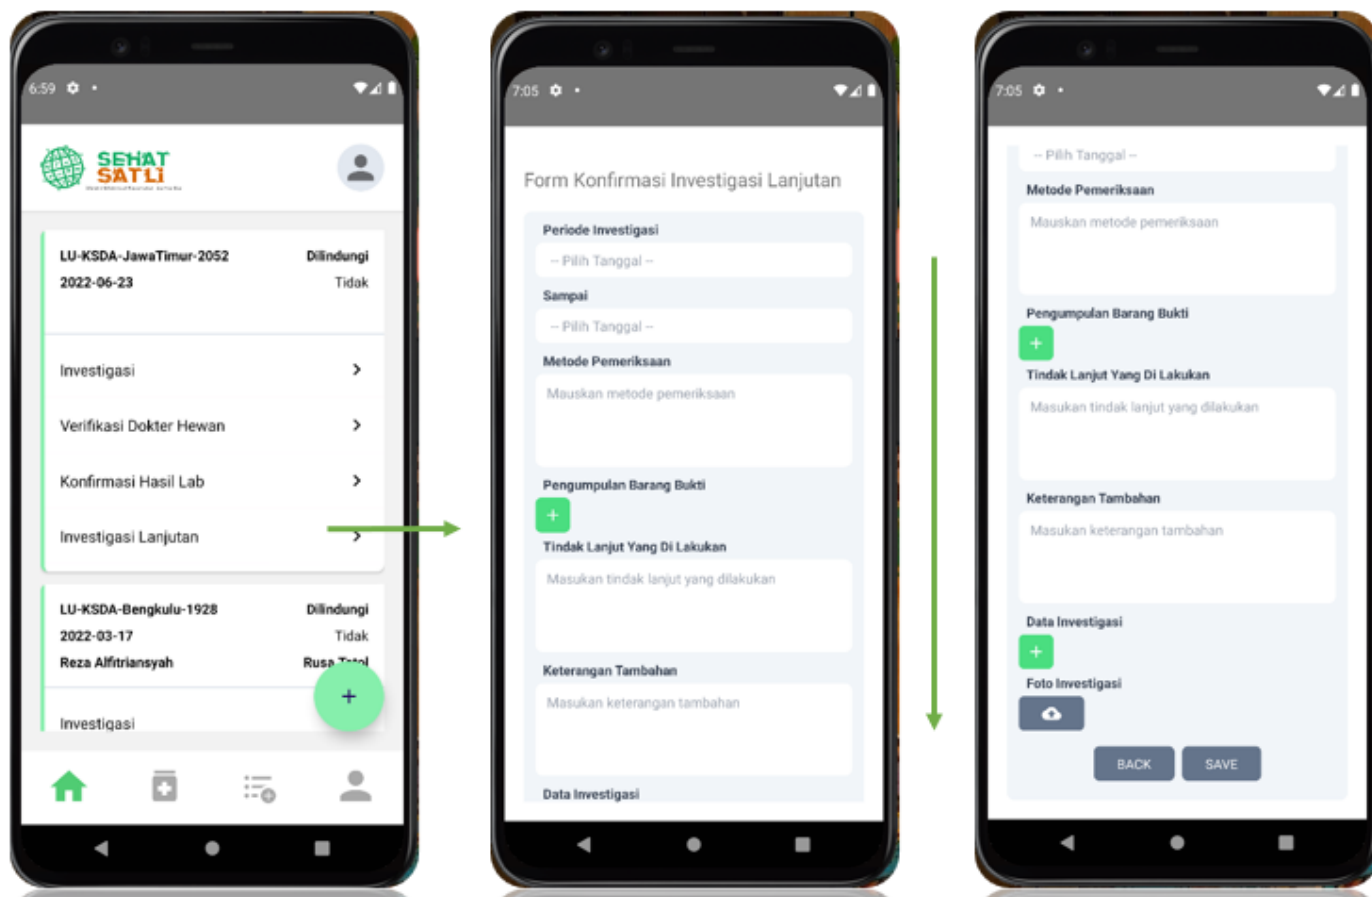 6:59
SEHAT
SATLI
LU-KSDA-JawaTimur-2052 Dilindungi
2022-06-23 Tidak
Investigasi
Verifikasi Dokter Hewan
Konfirmasi Hasil Lab
Investigasi Lanjutan
LU-KSDA-Bengkulu-1928 Dilindungi
2022-03-17 Tidak
Reza Alfitriansyah Rusa
Investigasi
+
7:05
Form Konfirmasi Investigasi Lanjutan
Periode Investigasi
-- Pilih Tanggal --
Sampai
-- Pilih Tanggal --
Metode Pemeriksaan
Mauskan metode pemeriksaan
Pengumpulan Barang Bukti
+
Tindak Lanjut Yang Di Lakukan
Masukan tindak lanjut yang dilakukan
Keterangan Tambahan
Masukan keterangan tambahan
Data Investigasi
7:05
-- Pilih Tanggal --
Metode Pemeriksaan
Mauskan metode pemeriksaan
Pengumpulan Barang Bukti
+
Tindak Lanjut Yang Di Lakukan
Masukan tindak lanjut yang dilakukan
Keterangan Tambahan
Masukan keterangan tambahan
Data Investigasi
+
Foto Investigasi
BACK SAVE